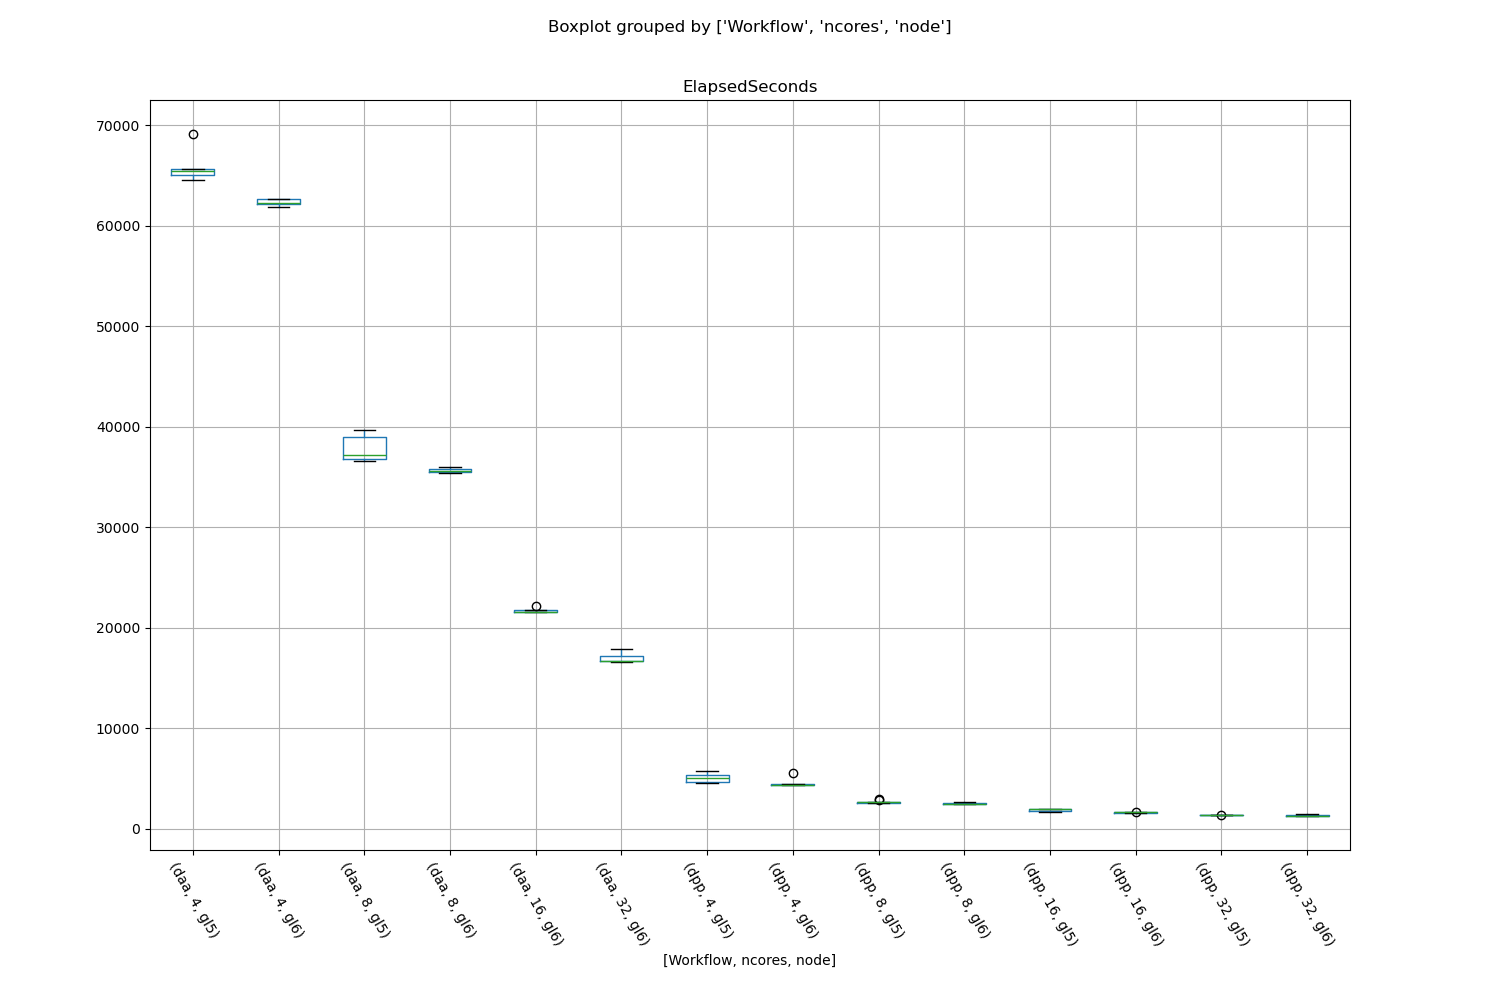 Boxplot grouped by ['Workflow', 'ncores', 'node']
ElapsedSeconds
70000
60000
50000
40000
30000
20000
10000
0
(daa, 4, gl5)
(daa, 4, gl6)
(daa, 8, gl5)
(daa, 8, gl6)
(daa, 16, gl6)
(daa, 32, gl6)
(dpp, 4, gl5)
(dpp, 4, gl6)
(dpp, 8, gl5)
(dpp, 8, gl6)
(dpp, 16, gl5)
(dpp, 16, gl6)
(dpp, 32, gl5)
(dpp, 32, gl6)
[Workflow, ncores, node]